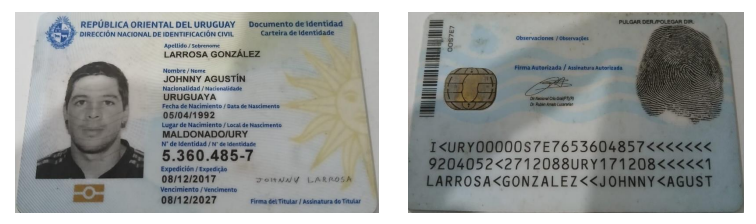 REPÚBLICA ORIENTAL DEL URUGUAY
DIRECCIÓN NACIONAL DE IDENTIFICACIÓN CIVIL
Documento de Identidad
Carteira de Identidade
Apellido / Sobrenome
LARROSA GONZÁLEZ
Nombre / Nome
JOHNNY AGUSTÍN
Nacionalidad / Nacionalidade
URUGUAYA
Fecha de Nacimiento / Data de Nascimento
05/04/1992
Lugar de Nacimiento / Local de Nascimento
MALDONADO/URY
N° de Identidad / N° de Identidade
5.360.485-7
Expedición / Expedição
08/12/2017
JOHNNY LARROSA
Vencimiento / Vencimento
08/12/2027
Firma del Titular / Assinatura do Titular
PULGAR DER./POLEGAR DIR.
00S7E7
Observaciones / Observações
Firma Autorizada / Assinatura Autorizada
I<URY00000S7E7653604857<<<<<<<
9204052<2712088URY171208<<<<<1
LARROSA<GONZALEZ<<JOHNNY<AGUST